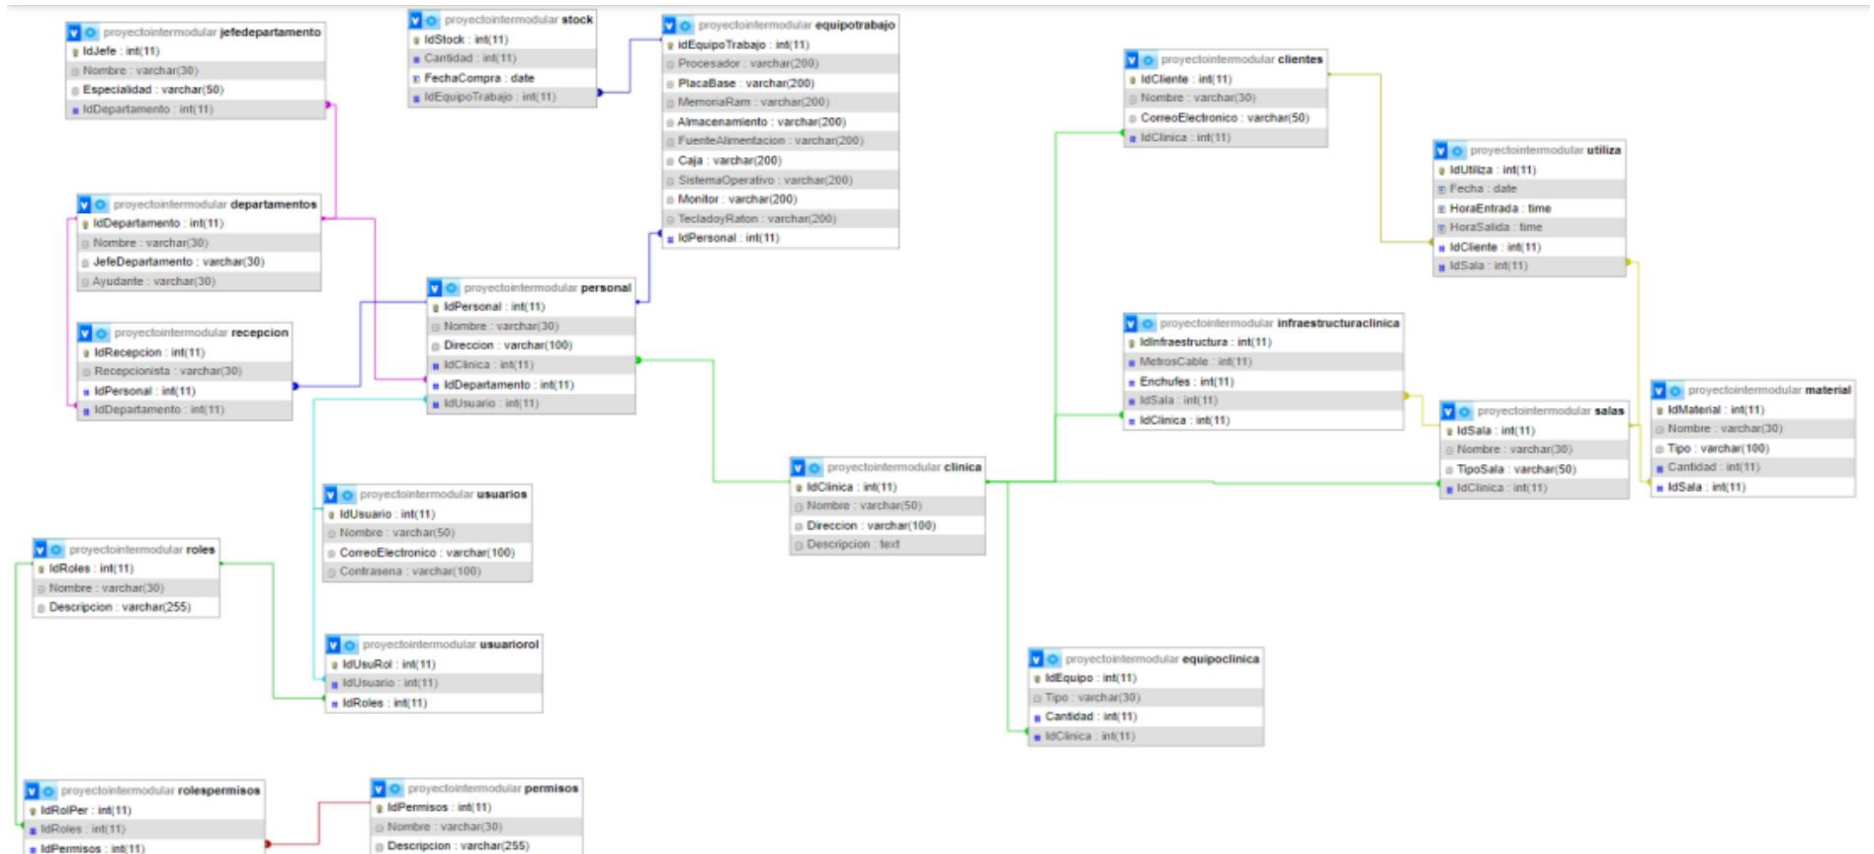 proyectointermodular jefedepartamento
IdJefe : int(11)
Nombre : varchar(30)
Especialidad : varchar(50)
IdDepartamento : int(11)
proyectointermodular stock
IdStock : int(11)
Cantidad : int(11)
FechaCompra : date
IdEquipoTrabajo : int(11)
proyectointermodular equipotrabajo
idEquipoTrabajo : int(11)
Procesador : varchar(200)
PlacaBase : varchar(200)
MemoriaRam : varchar(200)
Almacenamiento : varchar(200)
FuenteAlimentacion : varchar(200)
Caja : varchar(200)
SistemaOperativo : varchar(200)
Monitor : varchar(200)
TecladoyRaton : varchar(200)
IdPersonal : int(11)
proyectointermodular clientes
IdCliente : int(11)
Nombre : varchar(30)
CorreoElectronico : varchar(50)
IdClinica : int(11)
proyectointermodular utiliza
IdUtiliza : int(11)
Fecha : date
HoraEntrada : time
HoraSalida : time
IdCliente : int(11)
IdSala : int(11)
proyectointermodular departamentos
IdDepartamento : int(11)
Nombre : varchar(30)
JefeDepartamento : varchar(30)
Ayudante : varchar(30)
proyectointermodular personal
IdPersonal : int(11)
Nombre : varchar(30)
Direccion : varchar(100)
IdClinica : int(11)
IdDepartamento : int(11)
IdUsuario : int(11)
proyectointermodular recepcion
IdRecepcion : int(11)
Recepcionista : varchar(30)
IdPersonal : int(11)
IdDepartamento : int(11)
proyectointermodular infraestructuraclinica
IdInfraestructura : int(11)
MetrosCable : int(11)
Enchufes : int(11)
IdSala : int(11)
IdClinica : int(11)
proyectointermodular salas
IdSala : int(11)
Nombre : varchar(30)
TipoSala : varchar(50)
IdClinica : int(11)
proyectointermodular material
IdMaterial : int(11)
Nombre : varchar(30)
Tipo : varchar(100)
Cantidad : int(11)
IdSala : int(11)
proyectointermodular clinica
IdClinica : int(11)
Nombre : varchar(50)
Direccion : varchar(100)
Descripcion : text
proyectointermodular usuarios
IdUsuario : int(11)
Nombre : varchar(50)
CorreoElectronico : varchar(100)
Contrasena : varchar(100)
proyectointermodular roles
IdRoles : int(11)
Nombre : varchar(30)
Descripcion : varchar(255)
proyectointermodular usuariorol
IdUsuRol : int(11)
IdUsuario : int(11)
IdRoles : int(11)
proyectointermodular equipoclinica
IdEquipo : int(11)
Tipo : varchar(30)
Cantidad : int(11)
IdClinica : int(11)
proyectointermodular rolespermisos
IdRolPer : int(11)
IdRoles : int(11)
IdPermisos : int(11)
proyectointermodular permisos
IdPermisos : int(11)
Nombre : varchar(30)
Descripcion : varchar(255)